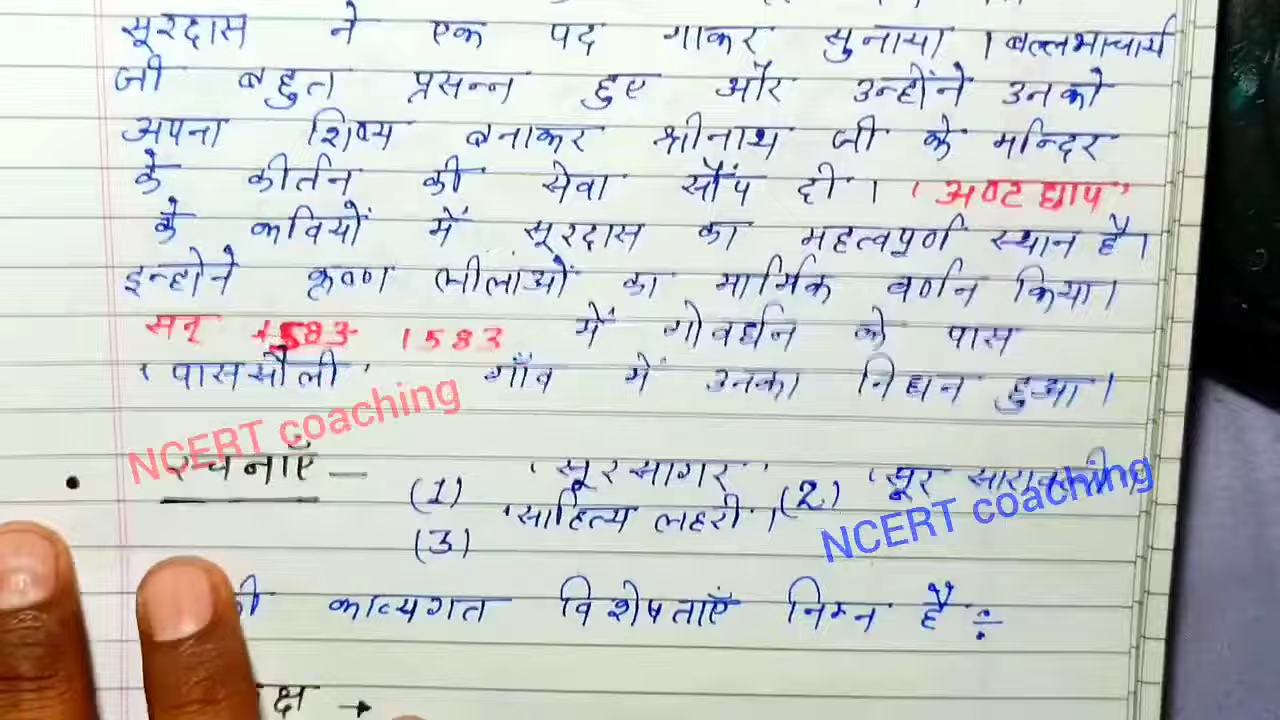 सूरदास ने एक पद गाकर सुनाया । बल्लभाचार्य
जी बहुत प्रसन्न हुए और उन्होंने उनको
अपना शिष्य बनाकर श्रीनाथ जी के मन्दिर
के कीर्तन की सेवा सौंप दी । 'अष्ट छाप'
के कवियों में सूरदास का महत्वपूर्ण स्थान है।
इन्होने कृष्ण लीलाओं का मार्मिक वर्णन किया।
सन् 1583 1583 में गोवर्धन के पास
'पारसौली' गाँव में उनका निधन हुआ।
NCERT coaching
• रचनाएँ — (1) 'सूरसागर' (2) 'सूर
(3) 'साहित्य लहरी'।
NCERT coaching
की काव्यगत विशेषताएँ निम्न है ÷
क्ष →